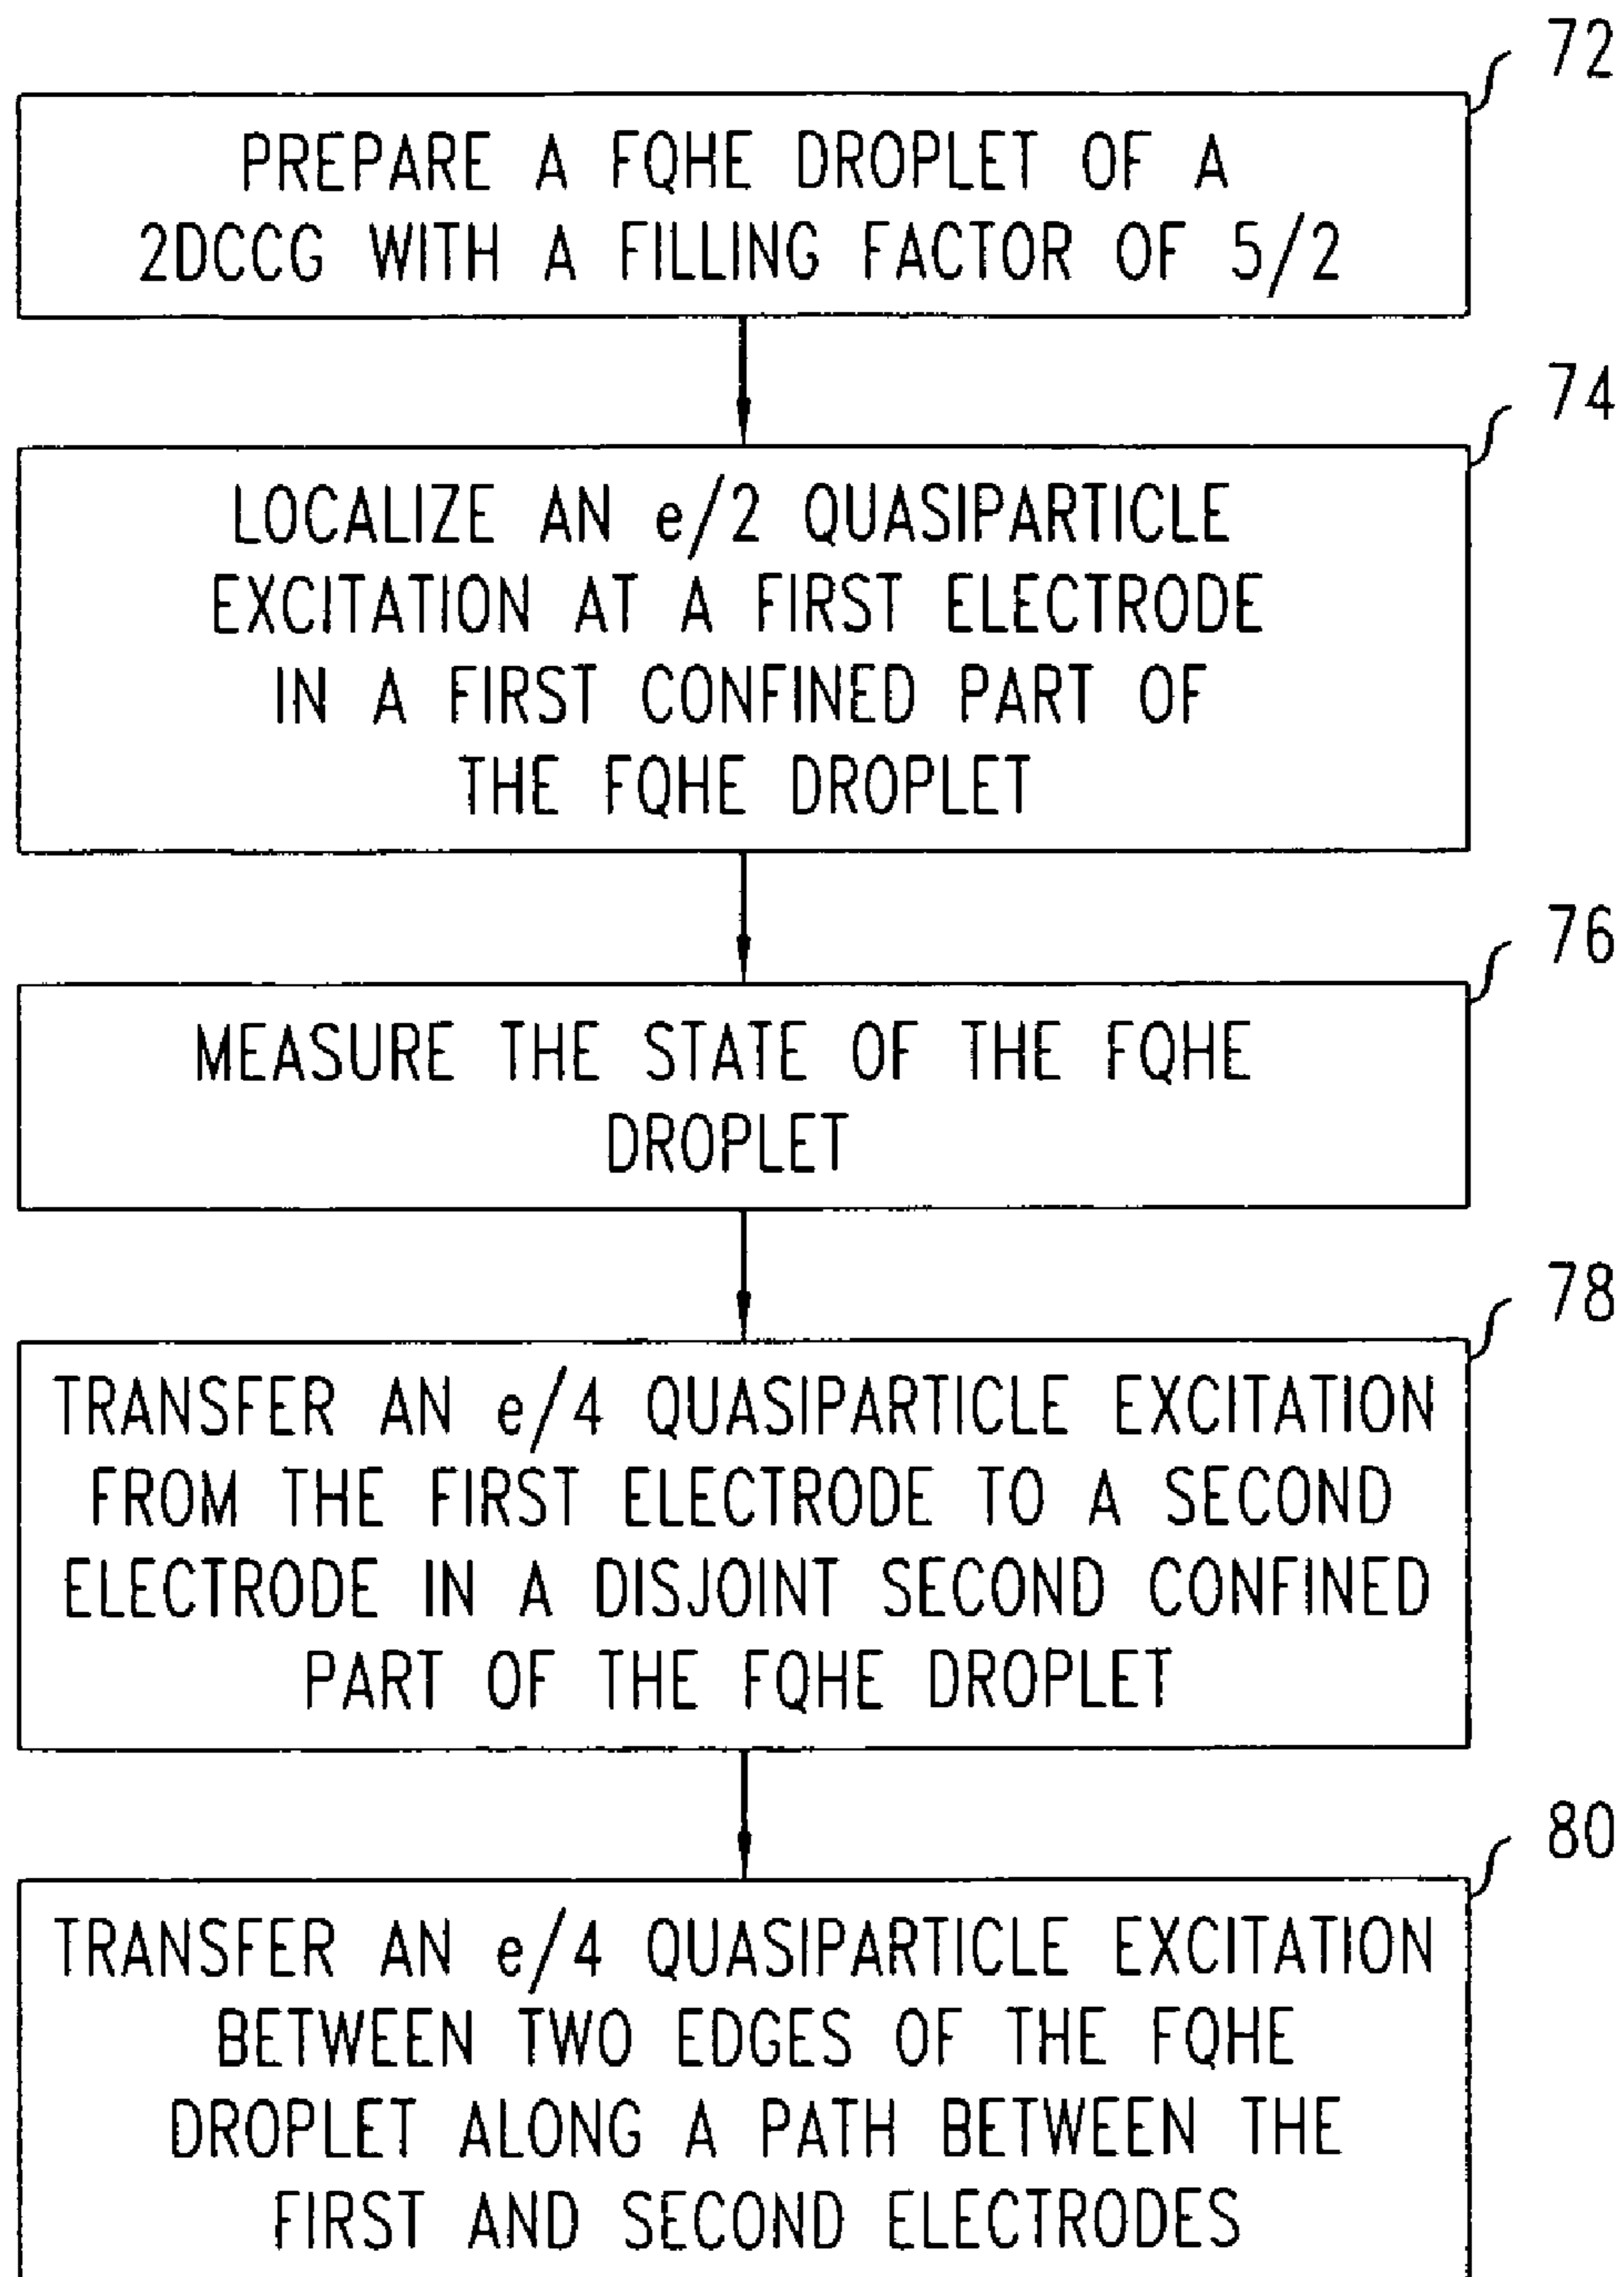 72
PREPARE A FQHE DROPLET OF A
2DCCG WITH A FILLING FACTOR OF 5/2
74
LOCALIZE AN e/2 QUASIPARTICLE
EXCITATION AT A FIRST ELECTRODE
IN A FIRST CONFINED PART OF
THE FQHE DROPLET
76
MEASURE THE STATE OF THE FQHE
DROPLET
78
TRANSFER AN e/4 QUASIPARTICLE EXCITATION
FROM THE FIRST ELECTRODE TO A SECOND
ELECTRODE IN A DISJOINT SECOND CONFINED
PART OF THE FQHE DROPLET
80
TRANSFER AN e/4 QUASIPARTICLE EXCITATION
BETWEEN TWO EDGES OF THE FQHE
DROPLET ALONG A PATH BETWEEN THE
FIRST AND SECOND ELECTRODES